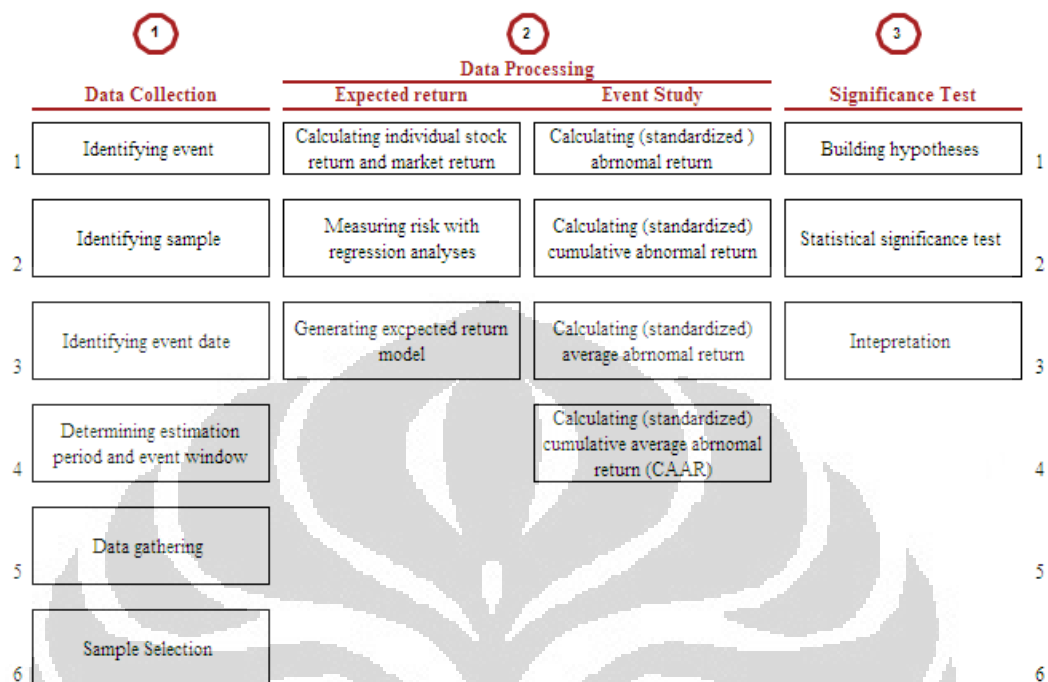 1
2
3
Data Processing
Data Collection
Expected return
Event Study
Significance Test
1
Identifying event
Calculating individual stock
return and market return
Calculating (standardized )
abrnomal return
Building hypotheses
1
2
Identifying sample
Measuring risk with
regression analyses
Calculating (standardized)
cumulative abnormal return
Statistical significance test
2
3
Identifying event date
Generating excpected return
model
Calculating (standardized)
average abrnomal return
Intepretation
3
4
Determining estimation
period and event window
Calculating (standardized)
cumulative average abrnomal
return (CAAR)
4
5
Data gathering
5
6
Sample Selection
6